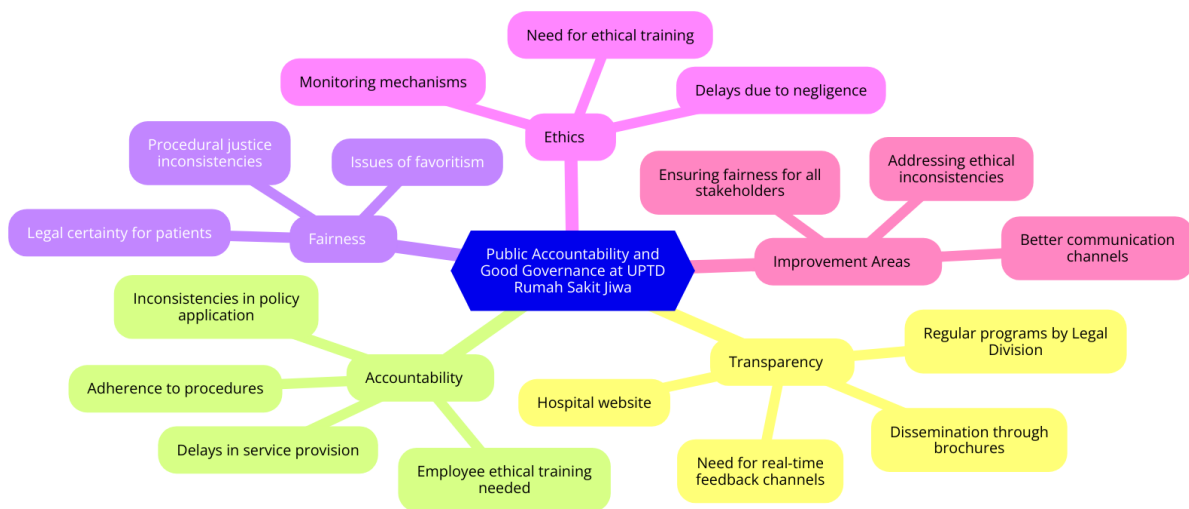 Public Accountability and
Good Governance at UPTD
Rumah Sakit Jiwa
Ethics
Need for ethical training
Monitoring mechanisms
Delays due to negligence
Fairness
Procedural justice
inconsistencies
Issues of favoritism
Legal certainty for patients
Improvement Areas
Ensuring fairness for all
stakeholders
Addressing ethical
inconsistencies
Better communication
channels
Accountability
Inconsistencies in policy
application
Adherence to procedures
Delays in service provision
Employee ethical training
needed
Transparency
Regular programs by Legal
Division
Hospital website
Dissemination through
brochures
Need for real-time
feedback channels